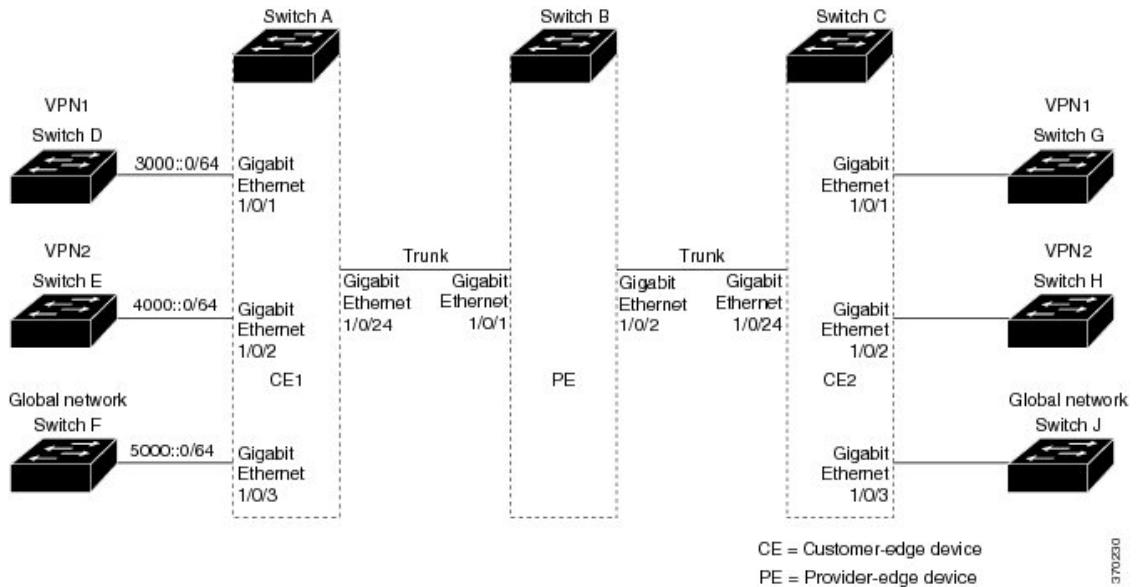 Switch A
Switch B
Switch C
VPN1
Switch D
3000::0/64
Gigabit
Ethernet
1/0/1
VPN2
Switch E
4000::0/64
Gigabit
Ethernet
1/0/2
Global network
Switch F
5000::0/64
Gigabit
Ethernet
1/0/3
CE1
Trunk
Gigabit
Ethernet
1/0/24
Gigabit
Ethernet
1/0/1
PE
Trunk
Gigabit
Ethernet
1/0/2
Gigabit
Ethernet
1/0/24
Gigabit
Ethernet
1/0/1
VPN1
Switch G
Gigabit
Ethernet
1/0/2
VPN2
Switch H
CE2
Gigabit
Ethernet
1/0/3
Global network
Switch J
CE = Customer-edge device
PE = Provider-edge device
370230